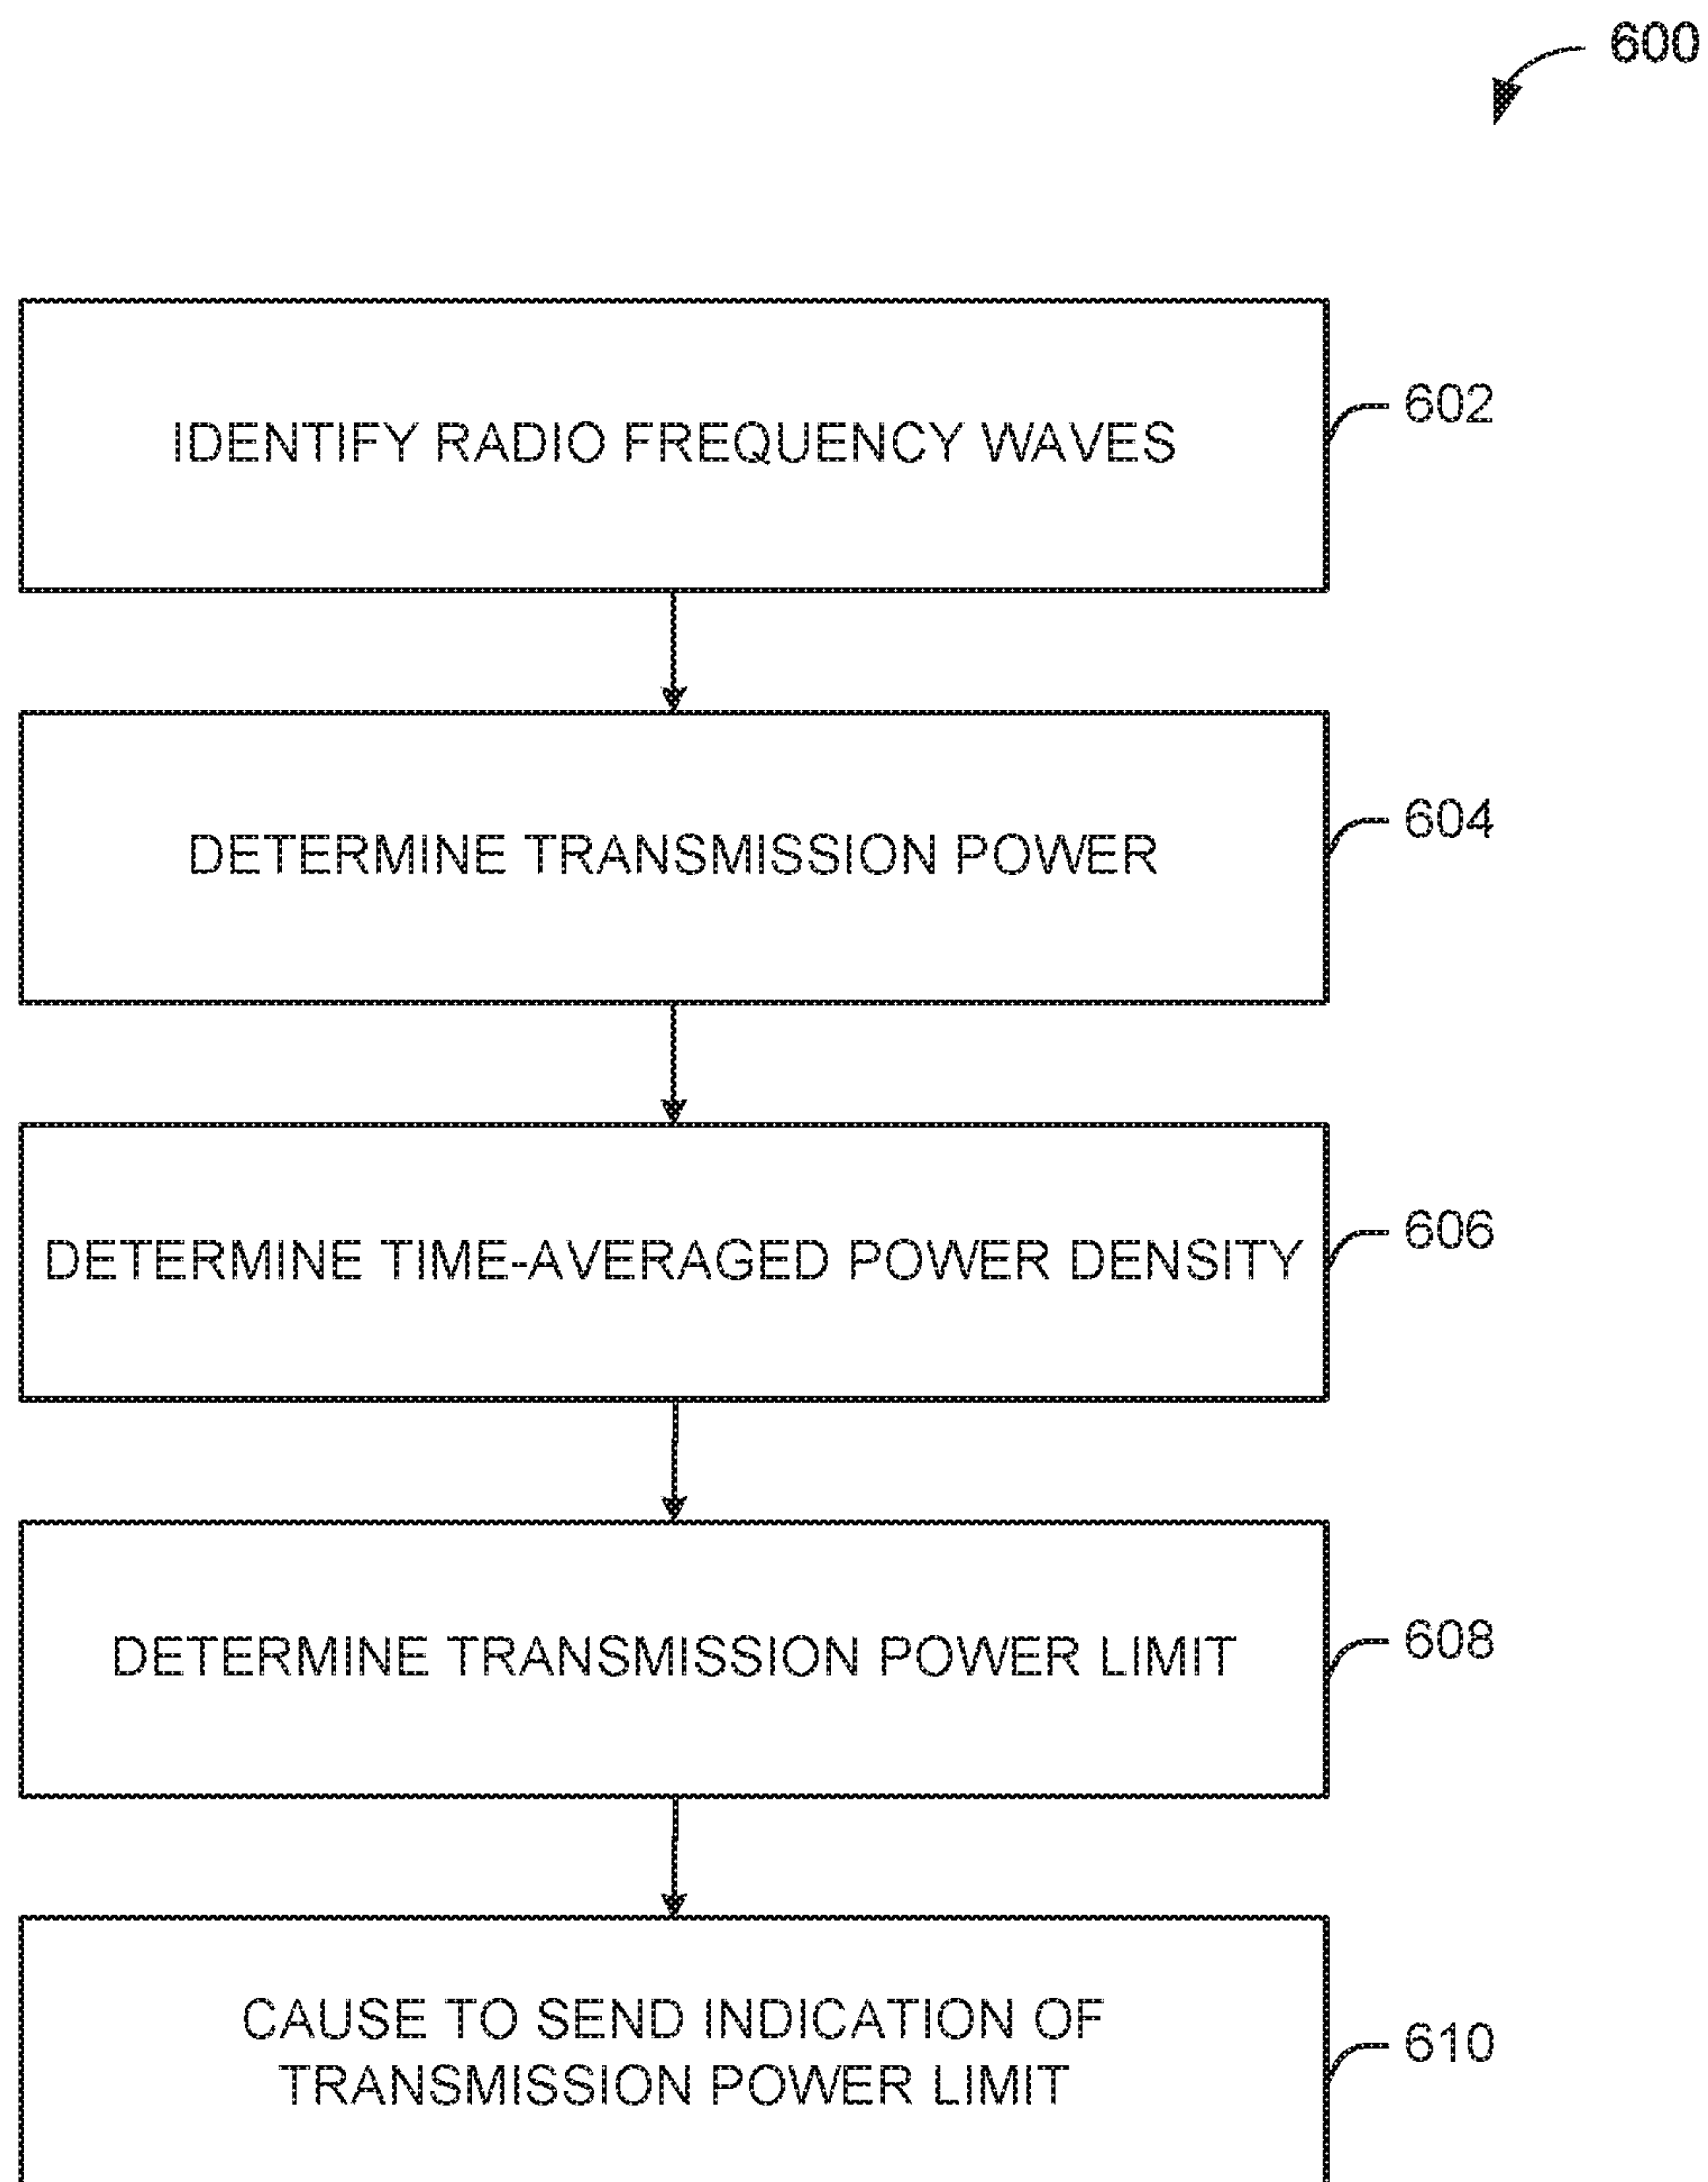 600
IDENTIFY RADIO FREQUENCY WAVES
602
DETERMINE TRANSMISSION POWER
604
DETERMINE TIME-AVERAGED POWER DENSITY
606
DETERMINE TRANSMISSION POWER LIMIT
608
CAUSE TO SEND INDICATION OF
TRANSMISSION POWER LIMIT
610